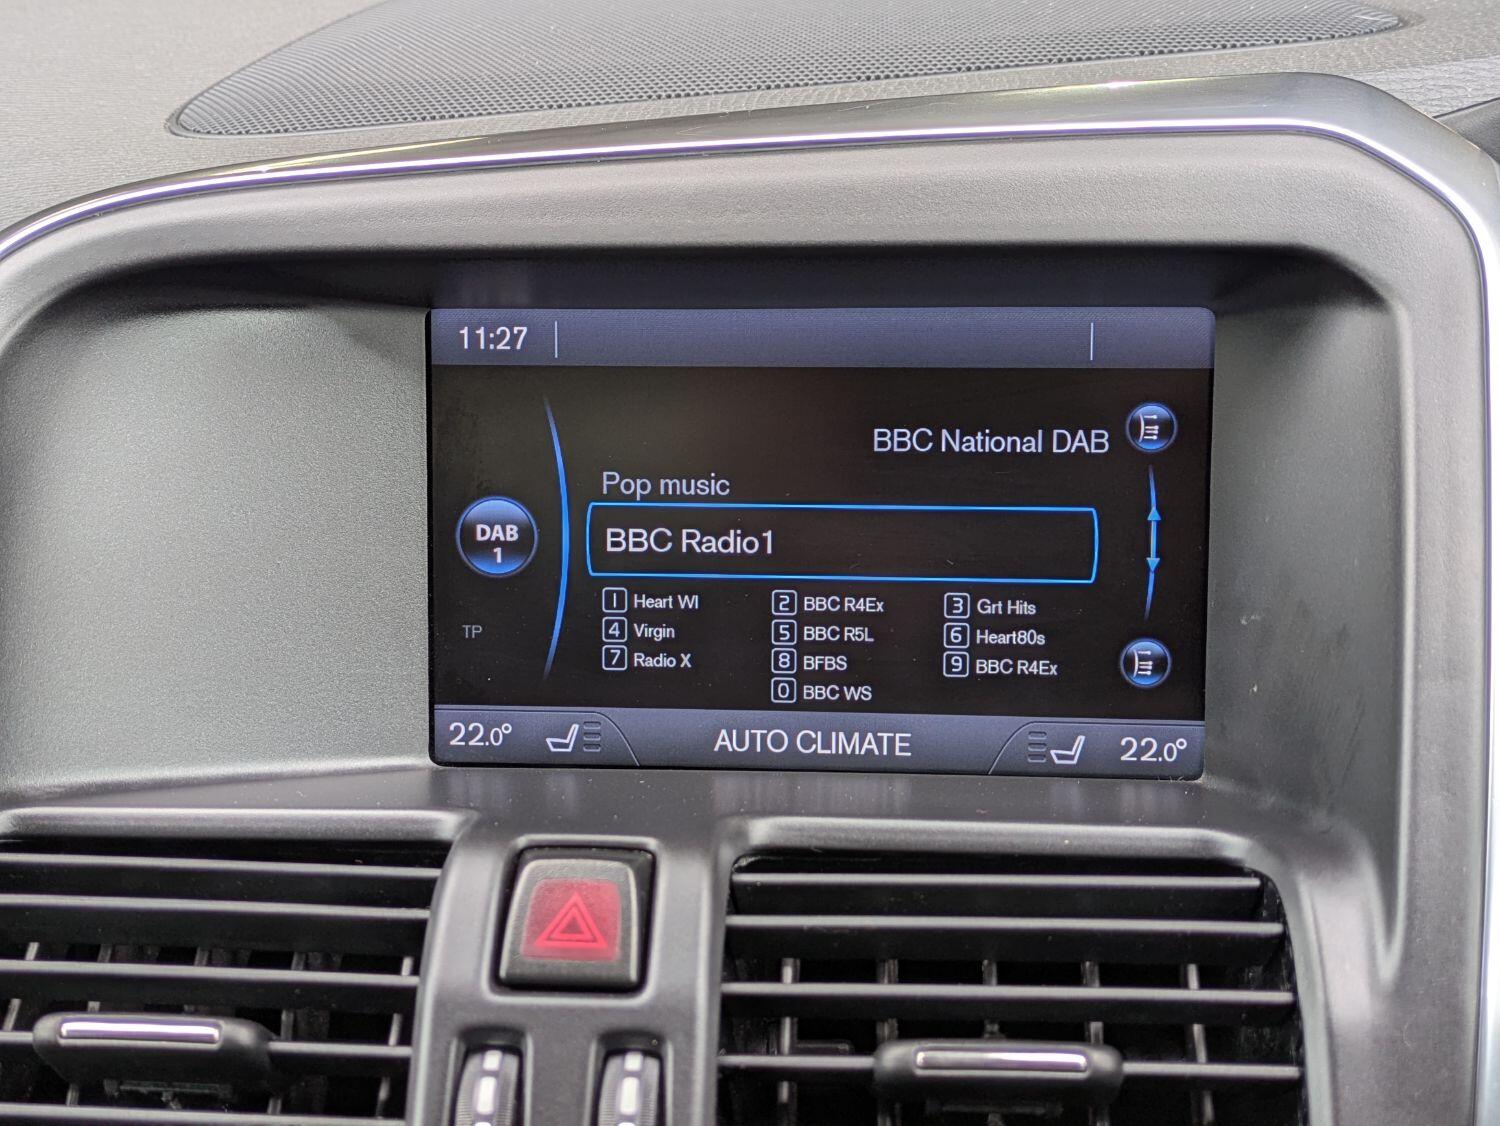 11:27
BBC National DAB
Pop music
DAB
1
BBC Radio1
1 Heart WI 2 BBC R4Ex 3 Grt Hits
4 Virgin 5 BBC R5L 6 Heart80s
7 Radio X 8 BFBS 9 BBC R4Ex
0 BBC WS
TP
22.0° AUTO CLIMATE 22.0°